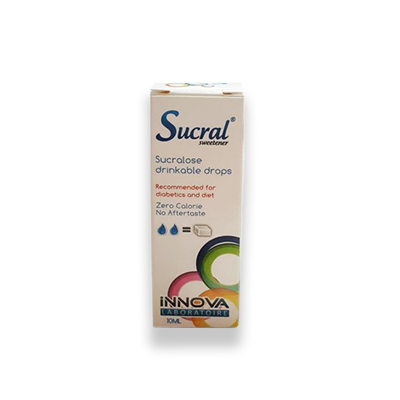 Sucral®
sweetener
Sucralose
drinkable drops
Recommended for
diabetics and diet
Zero Calorie
No Aftertaste
=
iNNOVA
LABORATOIRE
10ML